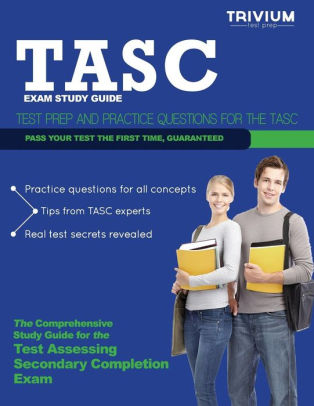 TRIVIUM
test prep
TASC
EXAM STUDY GUIDE
TEST PREP AND PRACTICE QUESTIONS FOR THE TASC
PASS YOUR TEST THE FIRST TIME, GUARANTEED
Practice questions for all concepts
Tips from TASC experts
Real test secrets revealed
The Comprehensive
Study Guide for the
Test Assessing
Secondary Completion
Exam